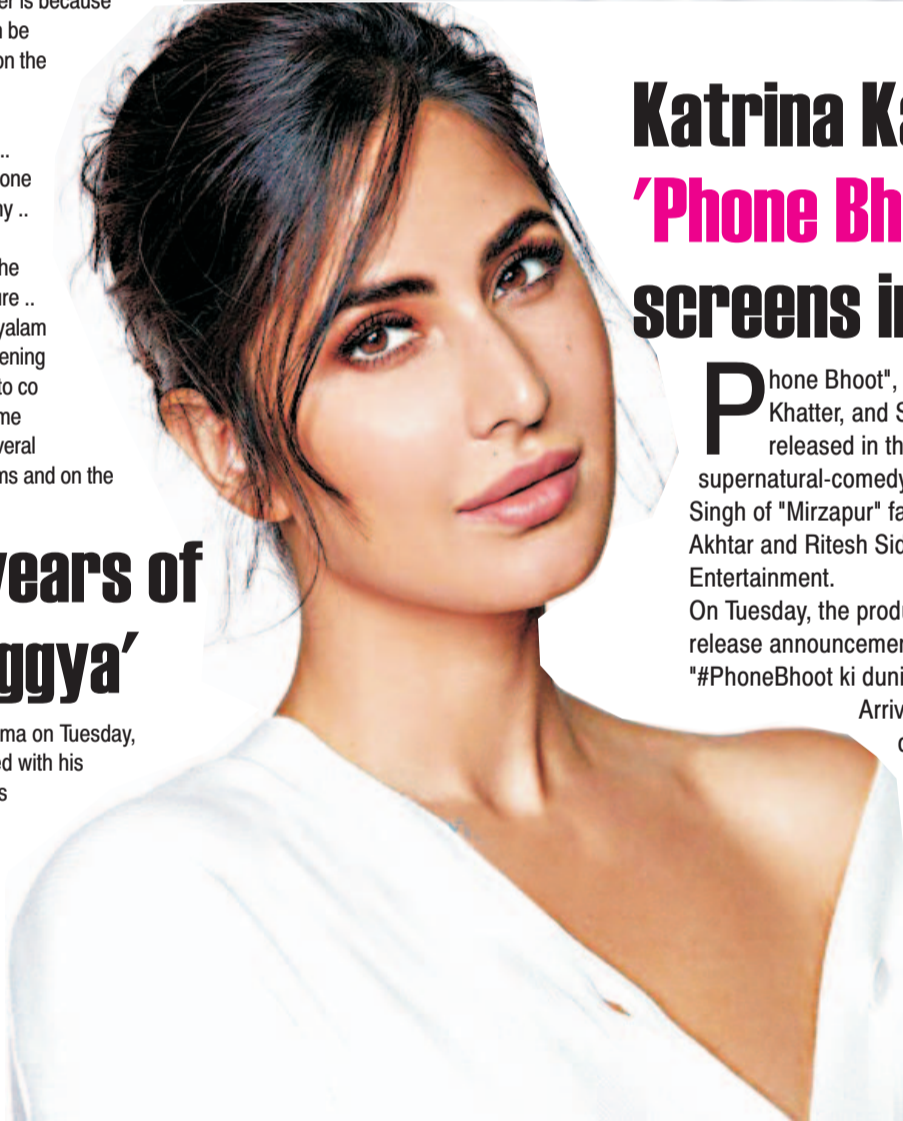 er is because
be
on the
..
one
ny ..
he
ure ..
yalam
ening
to co
me
veral
ms and on the
years of
ggya'
ma on Tuesday,
ed with his
s
Katrina Ka
'Phone Bh
screens in
Phone Bhoot",
Khatter, and S
released in th
supernatural-comedy
Singh of "Mirzapur" fa
Akhtar and Ritesh Sid
Entertainment.
On Tuesday, the produ
release announcemen
"#PhoneBhoot ki duni
Arriv